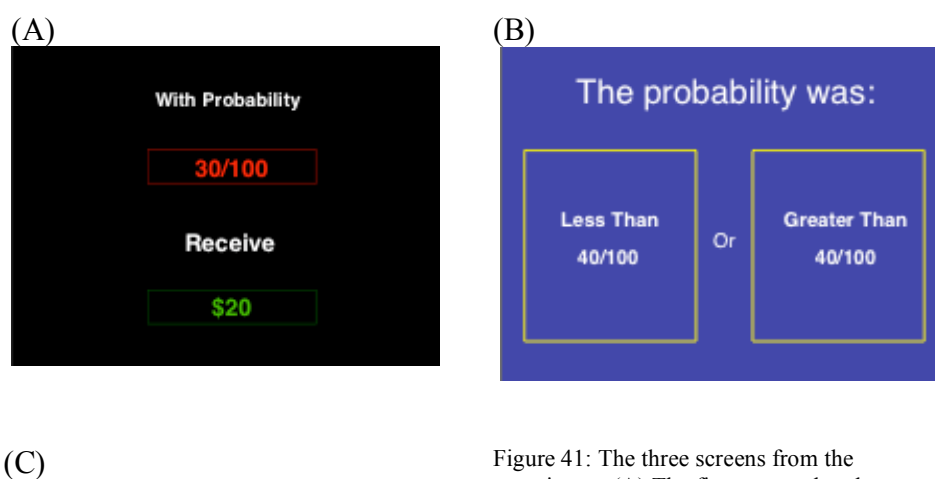 (A)
With Probability
30/100
Receive
$20
(B)
The probability was:
Less Than
40/100
Or
Greater Than
40/100
(C)
Figure 41: The three screens from the